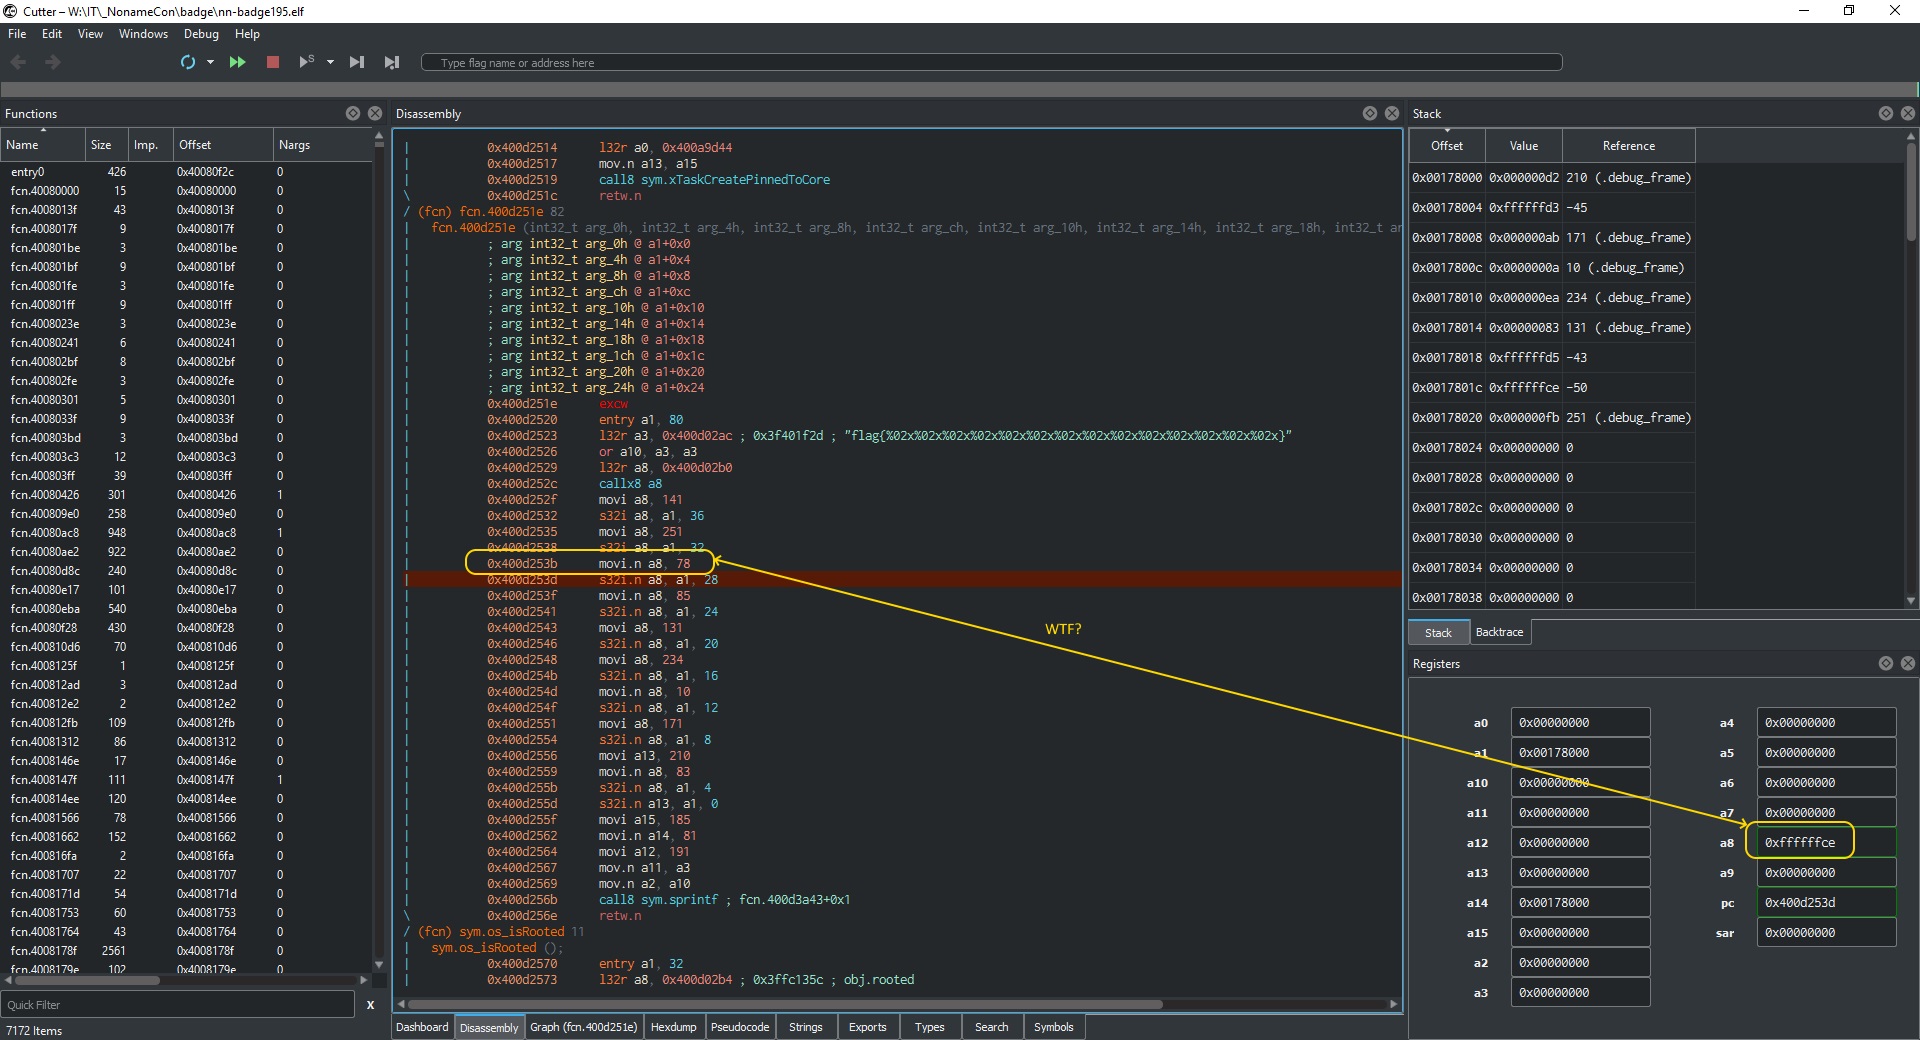 Cutter – W:\IT\_NonameCon\badge\nn-badge195.elf
File Edit View Windows Debug Help
Type flag name or address here
Functions
Name Size Imp. Offset Nargs
entry0 426 0x40080f2c 0
fcn.40080000 15 0x40080000 0
fcn.4008013f 43 0x4008013f 0
fcn.4008017f 9 0x4008017f 0
fcn.400801be 3 0x400801be 0
fcn.400801bf 9 0x400801bf 0
fcn.400801fe 3 0x400801fe 0
fcn.400801ff 9 0x400801ff 0
fcn.4008023e 3 0x4008023e 0
fcn.40080241 6 0x40080241 0
fcn.400802bf 8 0x400802bf 0
fcn.400802fe 3 0x400802fe 0
fcn.40080301 5 0x40080301 0
fcn.4008033f 9 0x4008033f 0
fcn.400803bd 3 0x400803bd 0
fcn.400803c3 12 0x400803c3 0
fcn.400803ff 39 0x400803ff 0
fcn.40080426 301 0x40080426 1
fcn.400809e0 258 0x400809e0 0
fcn.40080ac8 948 0x40080ac8 1
fcn.40080ae2 922 0x40080ae2 0
fcn.40080d8c 240 0x40080d8c 0
fcn.40080e17 101 0x40080e17 0
fcn.40080eba 540 0x40080eba 0
fcn.40080f28 430 0x40080f28 0
fcn.400810d6 70 0x400810d6 0
fcn.4008125f 1 0x4008125f 0
fcn.400812ad 3 0x400812ad 0
fcn.400812e2 2 0x400812e2 0
fcn.400812fb 109 0x400812fb 0
fcn.40081312 86 0x40081312 0
fcn.4008146e 17 0x4008146e 0
fcn.4008147f 111 0x4008147f 1
fcn.400814ee 120 0x400814ee 0
fcn.40081566 78 0x40081566 0
fcn.40081662 152 0x40081662 0
fcn.400816fa 2 0x400816fa 0
fcn.40081707 22 0x40081707 0
fcn.4008171d 54 0x4008171d 0
fcn.40081753 60 0x40081753 0
fcn.40081764 43 0x40081764 0
fcn.4008178f 2561 0x4008178f 0
fcn.4008179e 102 0x4008179e 0
Quick Filter X
7172 Items
Disassembly
| 0x400d2514 l32r a0, 0x400a9d44
| 0x400d2517 mov.n a13, a15
| 0x400d2519 call8 sym.xTaskCreatePinnedToCore
\ 0x400d251c retw.n
/ (fcn) fcn.400d251e 82
| fcn.400d251e (int32_t arg_0h, int32_t arg_4h, int32_t arg_8h, int32_t arg_ch, int32_t arg_10h, int32_t arg_14h, int32_t arg_18h, int32_t ar
| ; arg int32_t arg_0h @ a1+0x0
| ; arg int32_t arg_4h @ a1+0x4
| ; arg int32_t arg_8h @ a1+0x8
| ; arg int32_t arg_ch @ a1+0xc
| ; arg int32_t arg_10h @ a1+0x10
| ; arg int32_t arg_14h @ a1+0x14
| ; arg int32_t arg_18h @ a1+0x18
| ; arg int32_t arg_1ch @ a1+0x1c
| ; arg int32_t arg_20h @ a1+0x20
| ; arg int32_t arg_24h @ a1+0x24
| 0x400d251e excw
| 0x400d2520 entry a1, 80
| 0x400d2523 l32r a3, 0x400d02ac ; 0x3f401f2d ; "flag{%02x%02x%02x%02x%02x%02x%02x%02x%02x%02x%02x%02x%02x%02x}"
| 0x400d2526 or a10, a3, a3
| 0x400d2529 l32r a8, 0x400d02b0
| 0x400d252c callx8 a8
| 0x400d252f movi a8, 141
| 0x400d2532 s32i a8, a1, 36
| 0x400d2535 movi a8, 251
| 0x400d2538 s32i a8, a1, 32
| 0x400d253b movi.n a8, 78
| 0x400d253d s32i.n a8, a1, 28
| 0x400d253f movi.n a8, 85
| 0x400d2541 s32i.n a8, a1, 24
| 0x400d2543 movi a8, 131
| 0x400d2546 s32i.n a8, a1, 20
| 0x400d2548 movi a8, 234
| 0x400d254b s32i.n a8, a1, 16
| 0x400d254d movi.n a8, 10
| 0x400d254f s32i.n a8, a1, 12
| 0x400d2551 movi a8, 171
| 0x400d2554 s32i.n a8, a1, 8
| 0x400d2556 movi a13, 210
| 0x400d2559 movi.n a8, 83
| 0x400d255b s32i.n a8, a1, 4
| 0x400d255d s32i.n a13, a1, 0
| 0x400d255f movi a15, 185
| 0x400d2562 movi.n a14, 81
| 0x400d2564 movi a12, 191
| 0x400d2567 mov.n a11, a3
| 0x400d2569 mov.n a2, a10
| 0x400d256b call8 sym.sprintf ; fcn.400d3a43+0x1
\ 0x400d256e retw.n
/ (fcn) sym.os_isRooted 11
| sym.os_isRooted ();
| 0x400d2570 entry a1, 32
| 0x400d2573 l32r a8, 0x400d02b4 ; 0x3ffc135c ; obj.rooted
WTF?
Dashboard Disassembly Graph (fcn.400d251e) Hexdump Pseudocode Strings Exports Types Search Symbols
Stack
Offset Value Reference
0x00178000 0x000000d2 210 (.debug_frame)
0x00178004 0xffffffd3 -45
0x00178008 0x000000ab 171 (.debug_frame)
0x0017800c 0x0000000a 10 (.debug_frame)
0x00178010 0x000000ea 234 (.debug_frame)
0x00178014 0x00000083 131 (.debug_frame)
0x00178018 0xffffffd5 -43
0x0017801c 0xffffffce -50
0x00178020 0x000000fb 251 (.debug_frame)
0x00178024 0x00000000 0
0x00178028 0x00000000 0
0x0017802c 0x00000000 0
0x00178030 0x00000000 0
0x00178034 0x00000000 0
0x00178038 0x00000000 0
Stack Backtrace
Registers
a0 0x00000000 a4 0x00000000
a1 0x00178000 a5 0x00000000
a10 0x00000000 a6 0x00000000
a11 0x00000000 a7 0x00000000
a12 0x00000000 a8 0xffffffce
a13 0x00000000 a9 0x00000000
a14 0x00178000 pc 0x400d253d
a15 0x00000000 sar 0x00000000
a2 0x00000000
a3 0x00000000